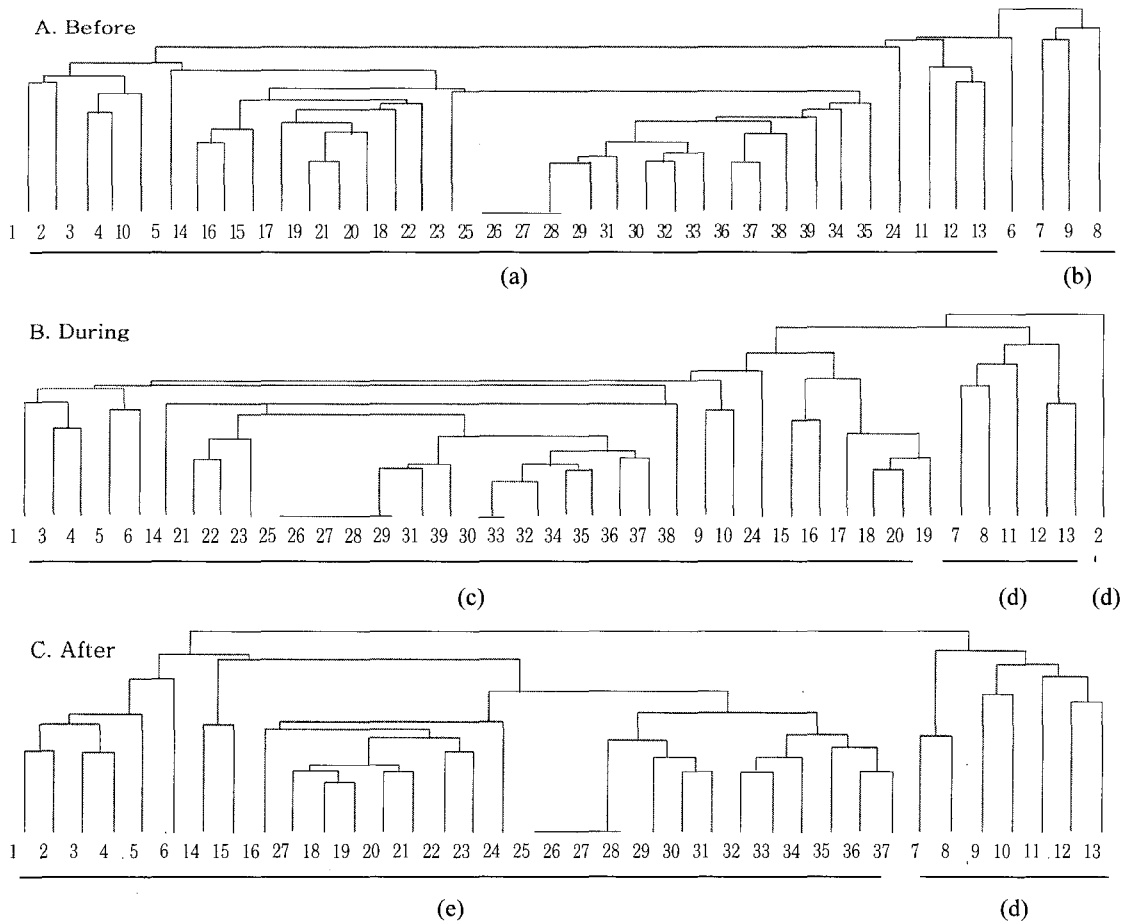 A. Before
1 2 3 4 10 5 14 16 15 17 19 21 20 18 22 23 25 26 27 28 29 31 30 32 33 36 37 38 39 34 35 24 11 12 13 6 7 9 8
(a) (b)
B. During
1 3 4 5 6 14 21 22 23 25 26 27 28 29 31 39 30 33 32 34 35 36 37 38 9 10 24 15 16 17 18 20 19 7 8 11 12 13 2
(c) (d) (d)
C. After
1 2 3 4 5 6 14 15 16 27 18 19 20 21 22 23 24 25 26 27 28 29 30 31 32 33 34 35 36 37 7 8 9 10 11 12 13
(e) (d)